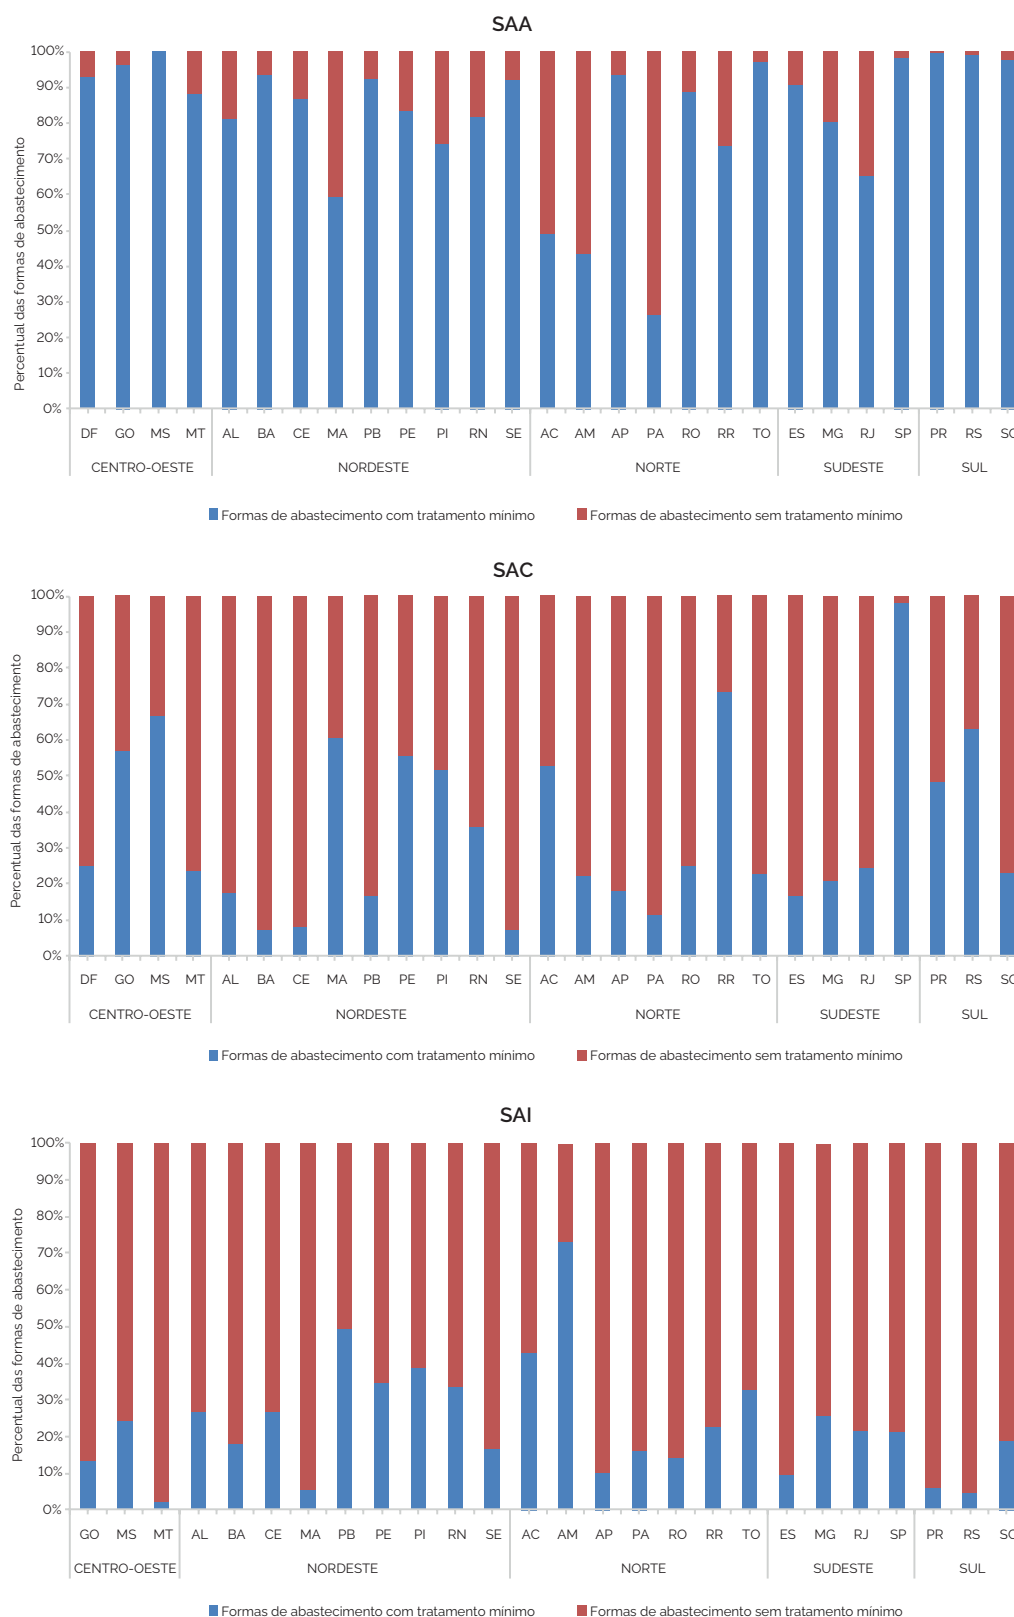 SAA
Percentual das formas de abastecimento
100%
90%
80%
70%
60%
50%
40%
30%
20%
10%
0%
DF GO MS MT AL BA CE MA PB PE PI RN SE AC AM AP PA RO RR TO ES MG RJ SP PR RS SC
CENTRO-OESTE NORDESTE NORTE SUDESTE SUL
Formas de abastecimento com tratamento mínimo Formas de abastecimento sem tratamento mínimo
SAC
Percentual das formas de abastecimento
100%
90%
80%
70%
60%
50%
40%
30%
20%
10%
0%
DF GO MS MT AL BA CE MA PB PE PI RN SE AC AM AP PA RO RR TO ES MG RJ SP PR RS SC
CENTRO-OESTE NORDESTE NORTE SUDESTE SUL
Formas de abastecimento com tratamento mínimo Formas de abastecimento sem tratamento mínimo
SAI
Percentual das formas de abastecimento
100%
90%
80%
70%
60%
50%
40%
30%
20%
10%
0%
GO MS MT AL BA CE MA PB PE PI RN SE AC AM AP PA RO RR TO ES MG RJ SP PR RS SC
CENTRO-OESTE NORDESTE NORTE SUDESTE SUL
Formas de abastecimento com tratamento mínimo Formas de abastecimento sem tratamento mínimo